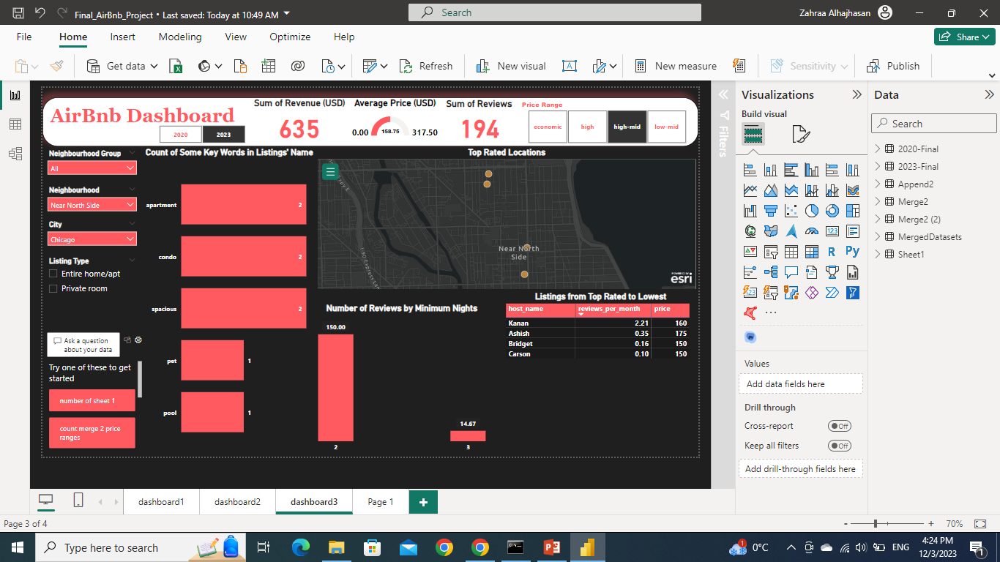 Final_AirBnb_Project • Last saved: Today at 10:49 AM
Search
Zahraa Alhajhasan
File
Home
Insert
Modeling
View
Optimize
Help
Share
Get data
Refresh
New visual
New measure
Sensitivity
Publish
AirBnb Dashboard
2020
2023
Sum of Revenue (USD)
635
Average Price (USD)
0.00
158.75
317.50
Sum of Reviews
194
Price Range
economic
high
high-mid
low-mid
Neighbourhood Group
All
Neighbourhood
Near North Side
City
Chicago
Listing Type
Entire home/apt
Private room
Ask a question
about your data
Try one of these to get
started
number of sheet 1
count merge 2 price
ranges
Count of Some Key Words in Listings' Name
apartment
2
condo
2
spacious
2
pet
1
pool
1
Top Rated Locations
Near North
Side
POWERED BY
esri
Number of Reviews by Minimum Nights
150.00
2
14.67
3
Listings from Top Rated to Lowest
host_name reviews_per_month price
Kanan 2.21 160
Ashish 0.35 175
Bridget 0.16 150
Carson 0.10 150
Filters
Visualizations
Build visual
R
Py
123
Values
Add data fields here
Drill through
Cross-report
Off
Keep all filters
Off
Add drill-through fields here
Data
Search
2020-Final
2023-Final
Append2
Merge2
Merge2 (2)
MergedDatasets
Sheet1
dashboard1
dashboard2
dashboard3
Page 1
Page 3 of 4
70%
Type here to search
1
0°C
ENG
4:24 PM
12/3/2023
1